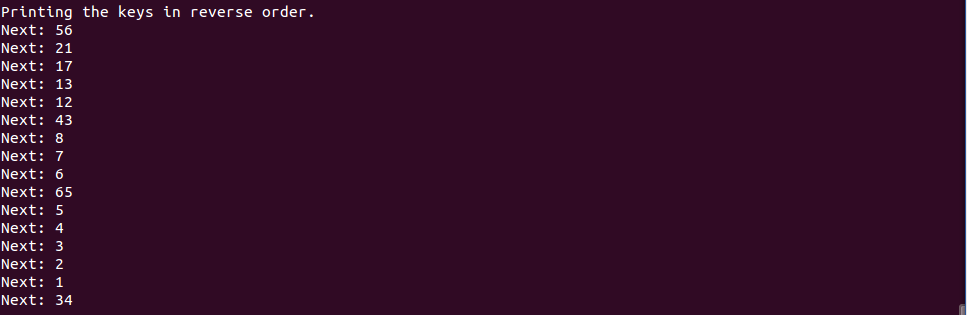 Printing the keys in reverse order.
Next: 56
Next: 21
Next: 17
Next: 13
Next: 12
Next: 43
Next: 8
Next: 7
Next: 6
Next: 65
Next: 5
Next: 4
Next: 3
Next: 2
Next: 1
Next: 34